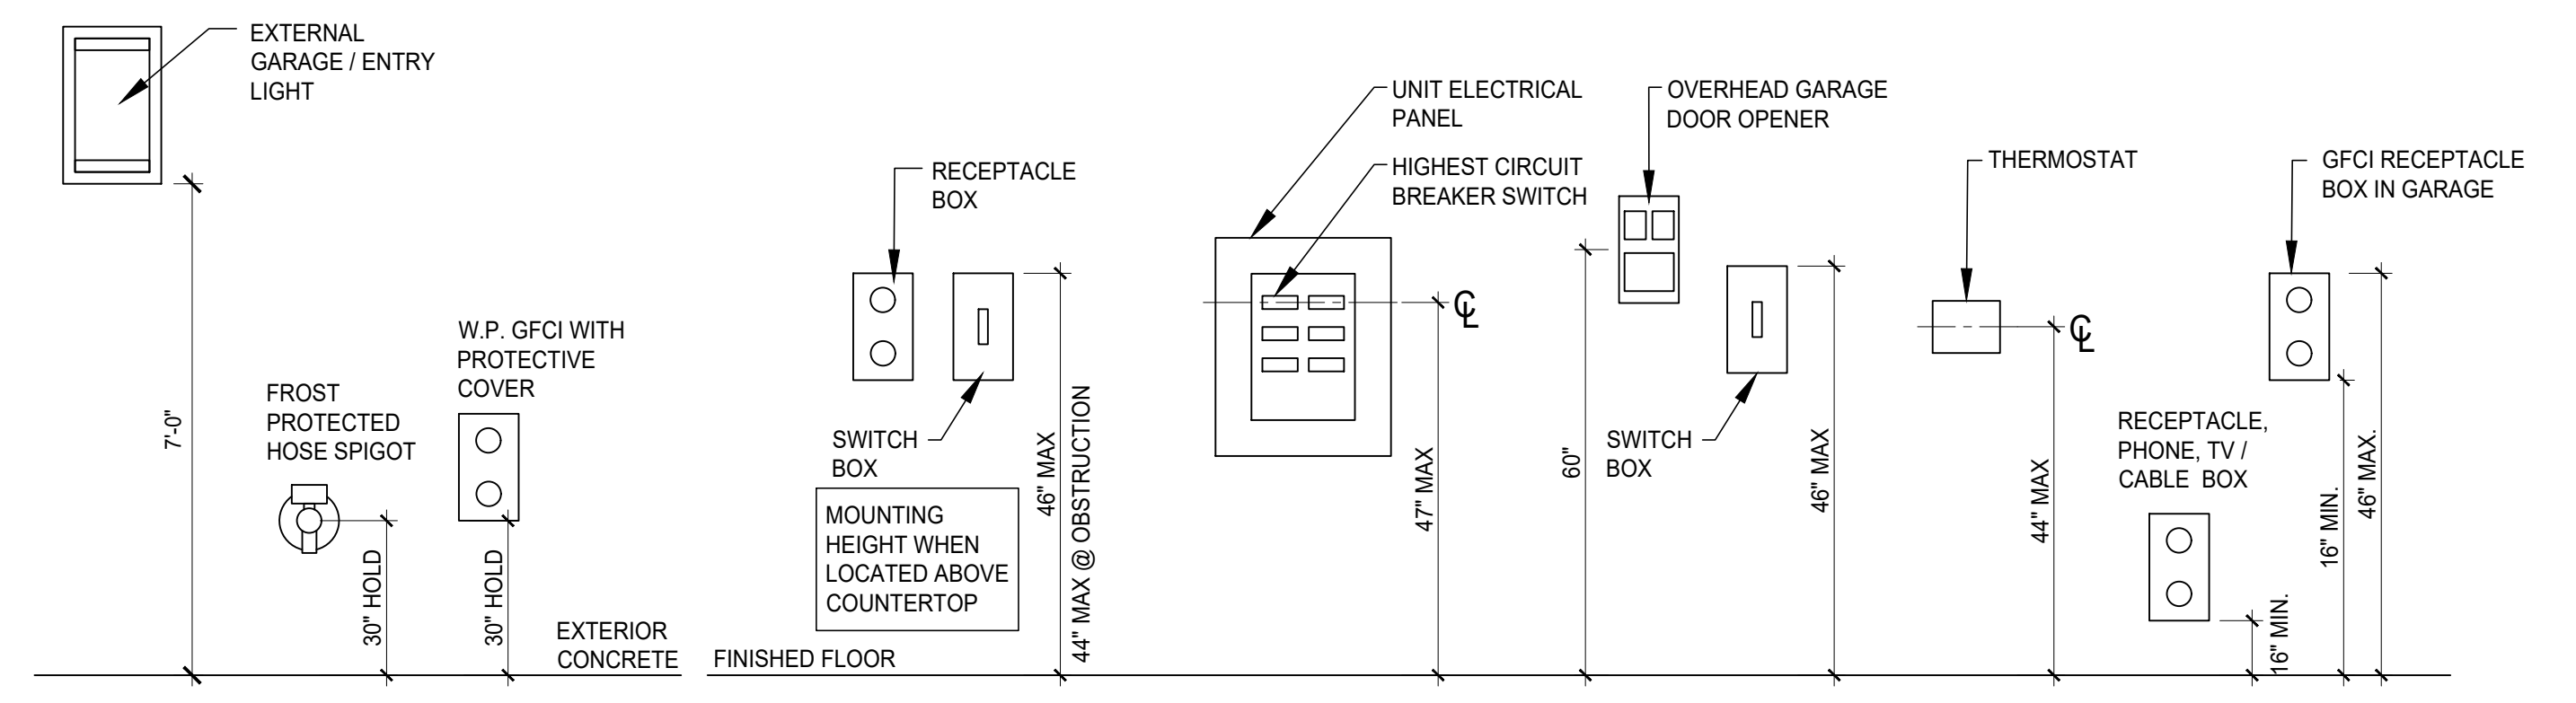 EXTERNAL
GARAGE / ENTRY
LIGHT
7'-0"
FROST
PROTECTED
HOSE SPIGOT
30" HOLD
W.P. GFCI WITH
PROTECTIVE
COVER
30" HOLD
EXTERIOR
CONCRETE
FINISHED FLOOR
RECEPTACLE
BOX
SWITCH
BOX
MOUNTING
HEIGHT WHEN
LOCATED ABOVE
COUNTERTOP
46" MAX
44" MAX @ OBSTRUCTION
UNIT ELECTRICAL
PANEL
HIGHEST CIRCUIT
BREAKER SWITCH
℄
47" MAX
OVERHEAD GARAGE
DOOR OPENER
60"
SWITCH
BOX
46" MAX
THERMOSTAT
℄
44" MAX
RECEPTACLE,
PHONE, TV /
CABLE BOX
16" MIN.
GFCI RECEPTACLE
BOX IN GARAGE
16" MIN.
46" MAX.